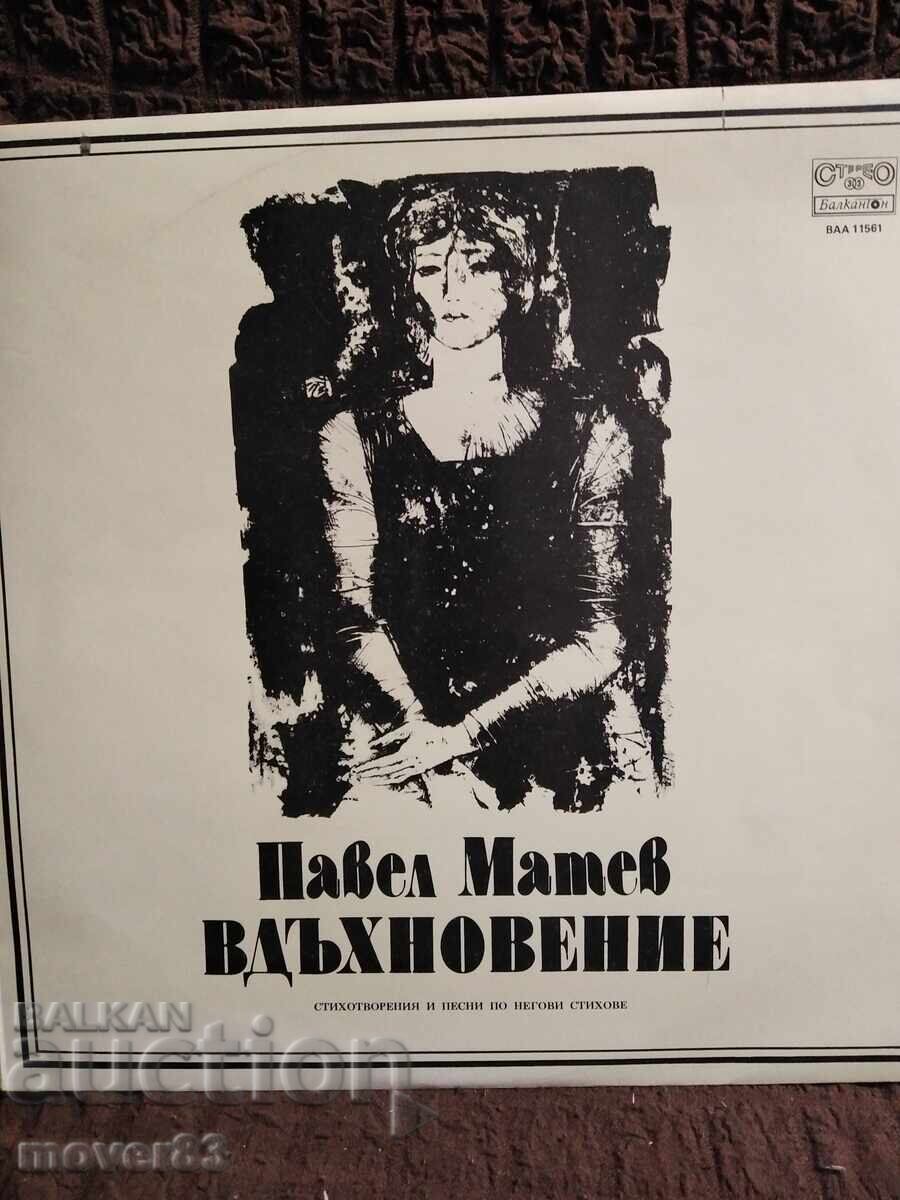 СТЕРЕО
33
Балкантон
ВАА 11561
Павел Матев
ВДЪХНОВЕНИЕ
СТИХОТВОРЕНИЯ И ПЕСНИ ПО НЕГОВИ СТИХОВЕ
BALKAN
auction
mover83